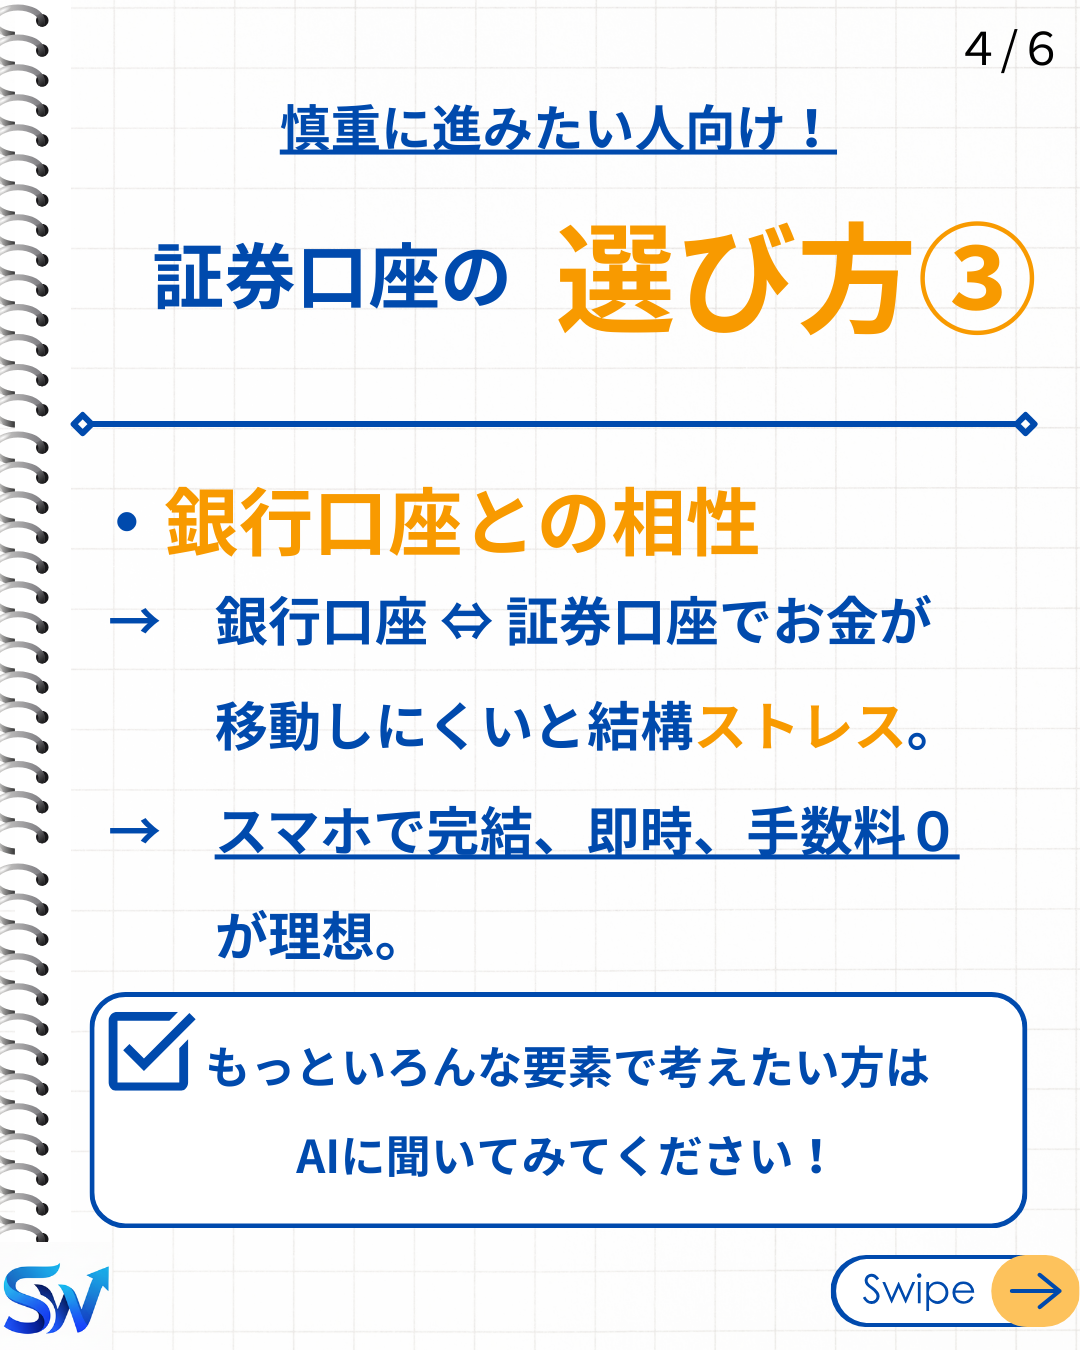 4/6
慎重に進みたい人向け！
証券口座の 選び方③
・銀行口座との相性
→ 銀行口座⇔証券口座でお金が
移動しにくいと結構ストレス。
→ スマホで完結、即時、手数料０
が理想。
もっといろんな要素で考えたい方は
AIに聞いてみてください！
SW
Swipe →